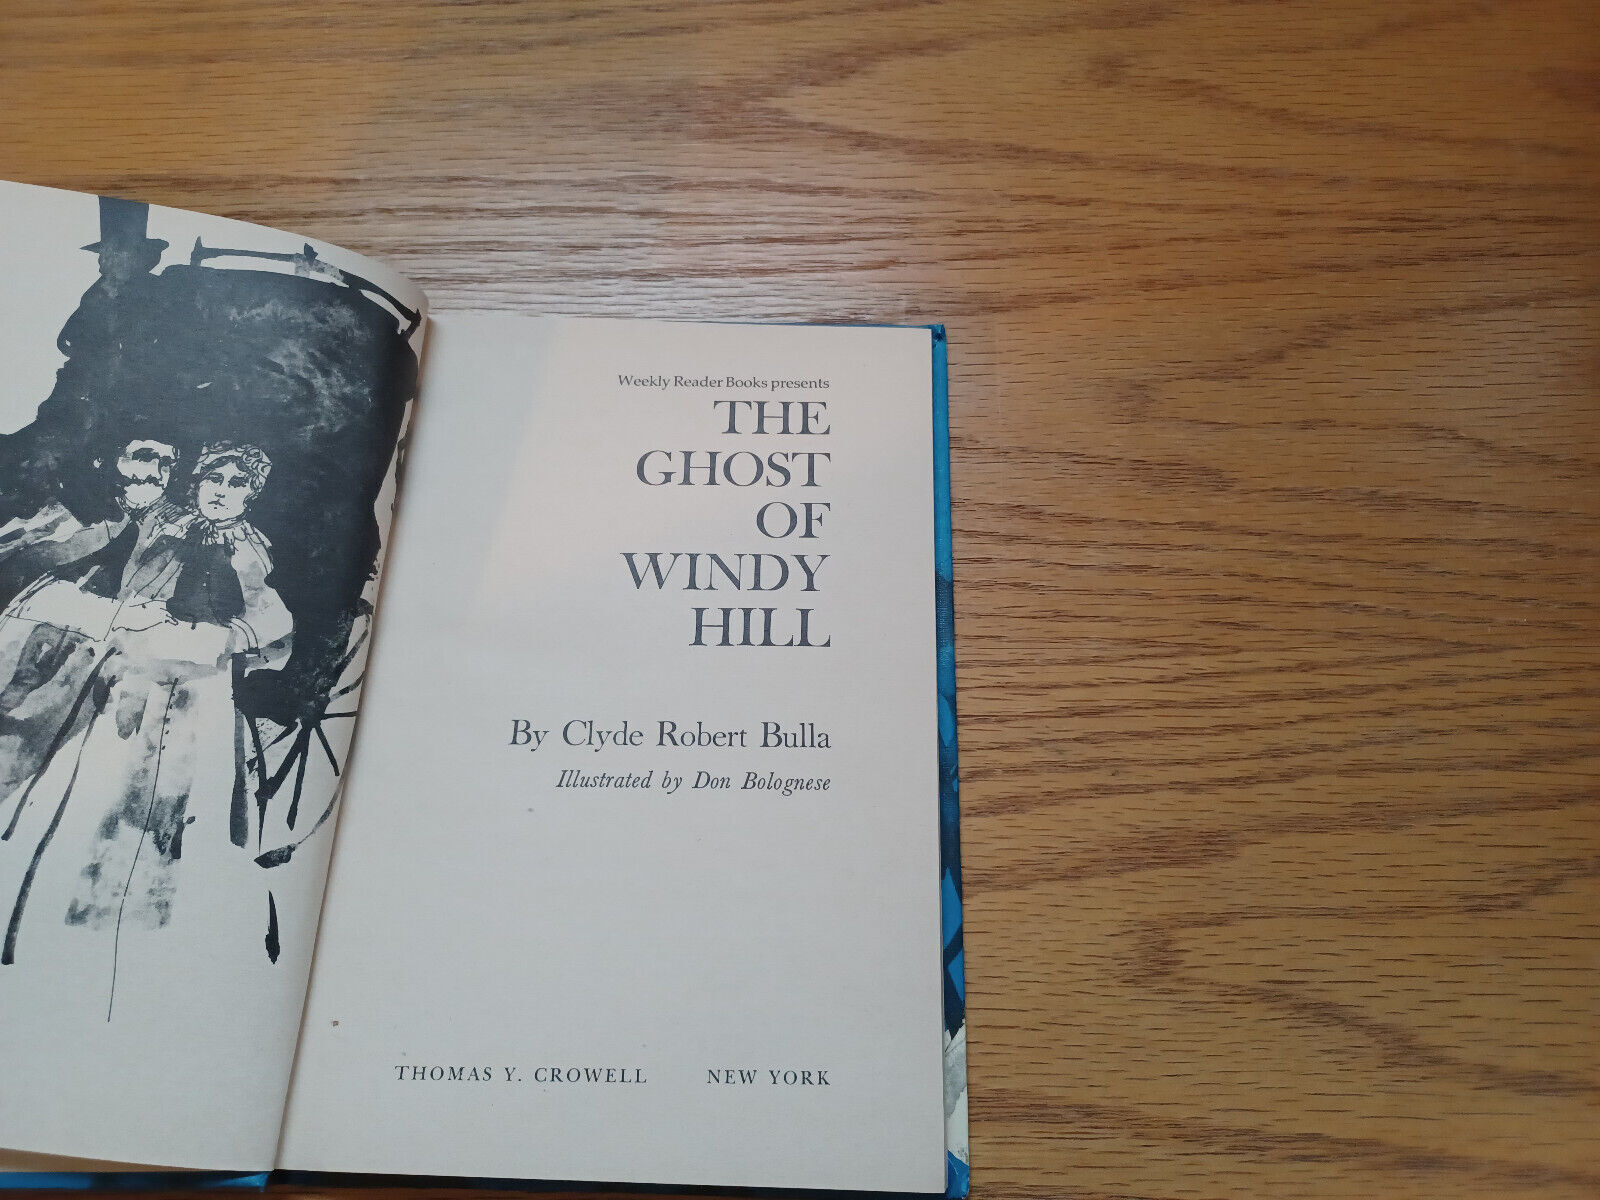 Weekly Reader Books presents
THE
GHOST
OF
WINDY
HILL
By Clyde Robert Bulla
Illustrated by Don Bolognese
THOMAS Y. CROWELL NEW YORK